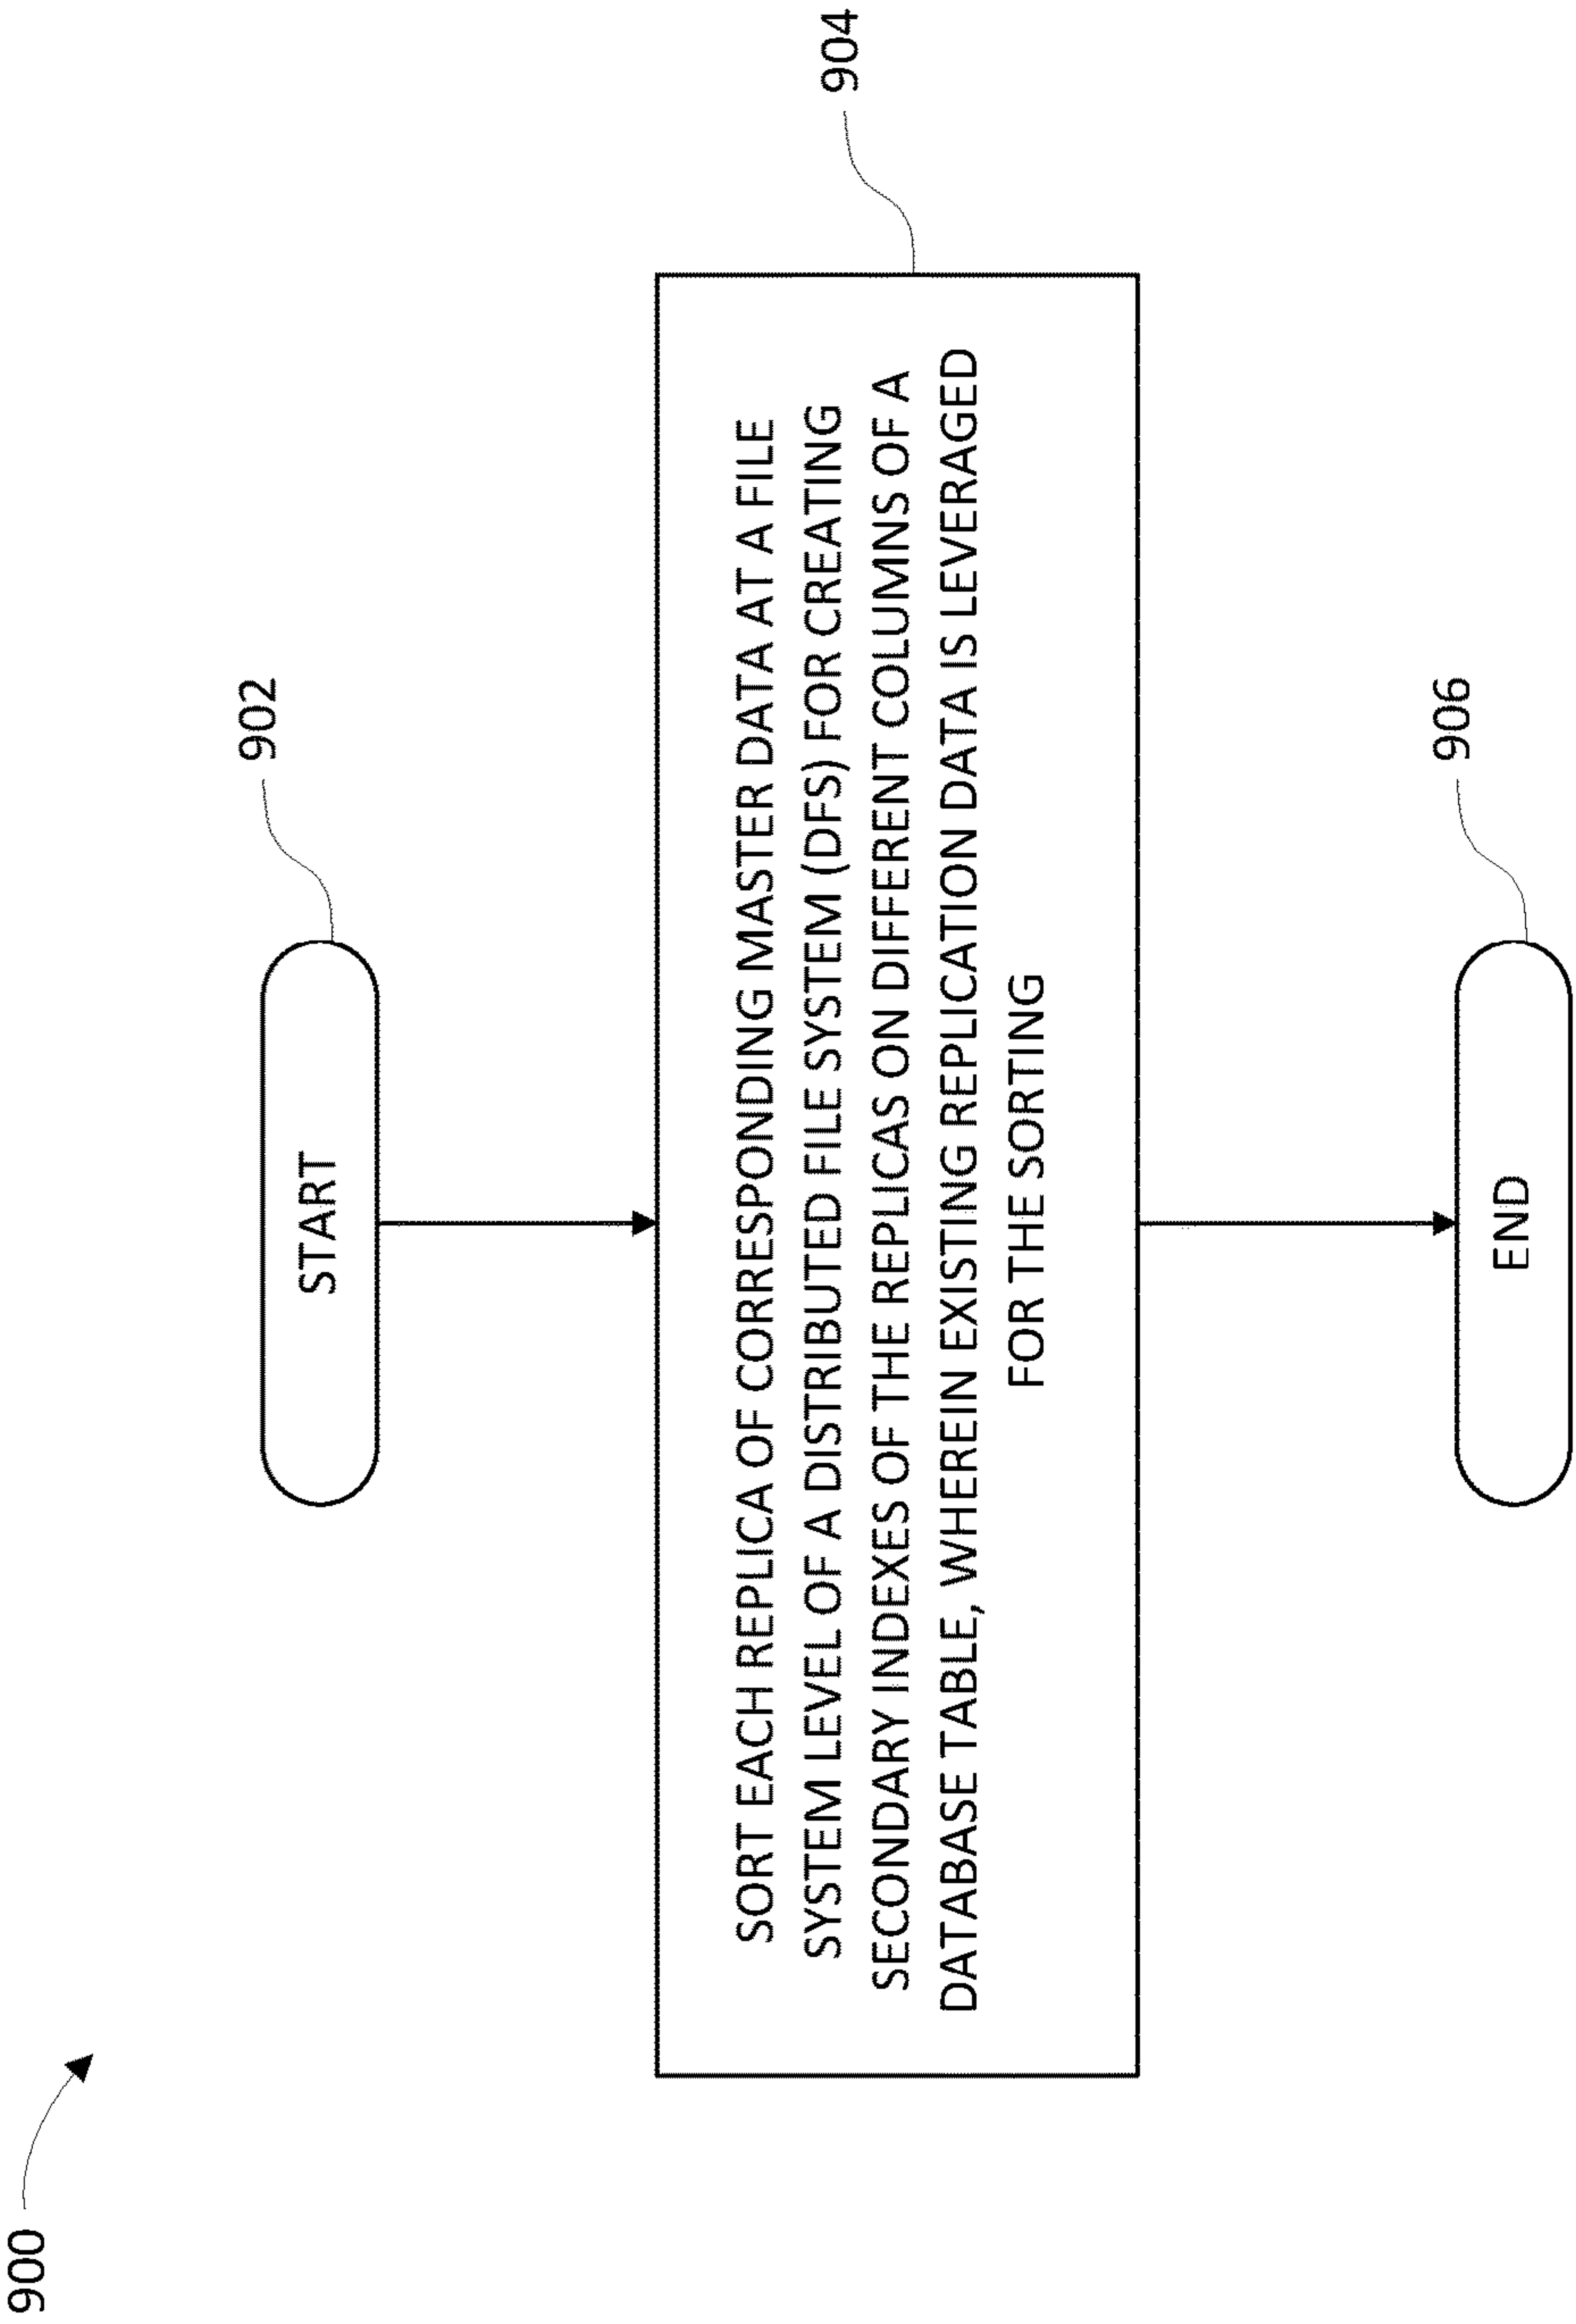 900
902
START
904
SORT EACH REPLICA OF CORRESPONDING MASTER DATA AT A FILE
SYSTEM LEVEL OF A DISTRIBUTED FILE SYSTEM (DFS) FOR CREATING
SECONDARY INDEXES OF THE REPLICAS ON DIFFERENT COLUMNS OF A
DATABASE TABLE, WHEREIN EXISTING REPLICATION DATA IS LEVERAGED
FOR THE SORTING
906
END